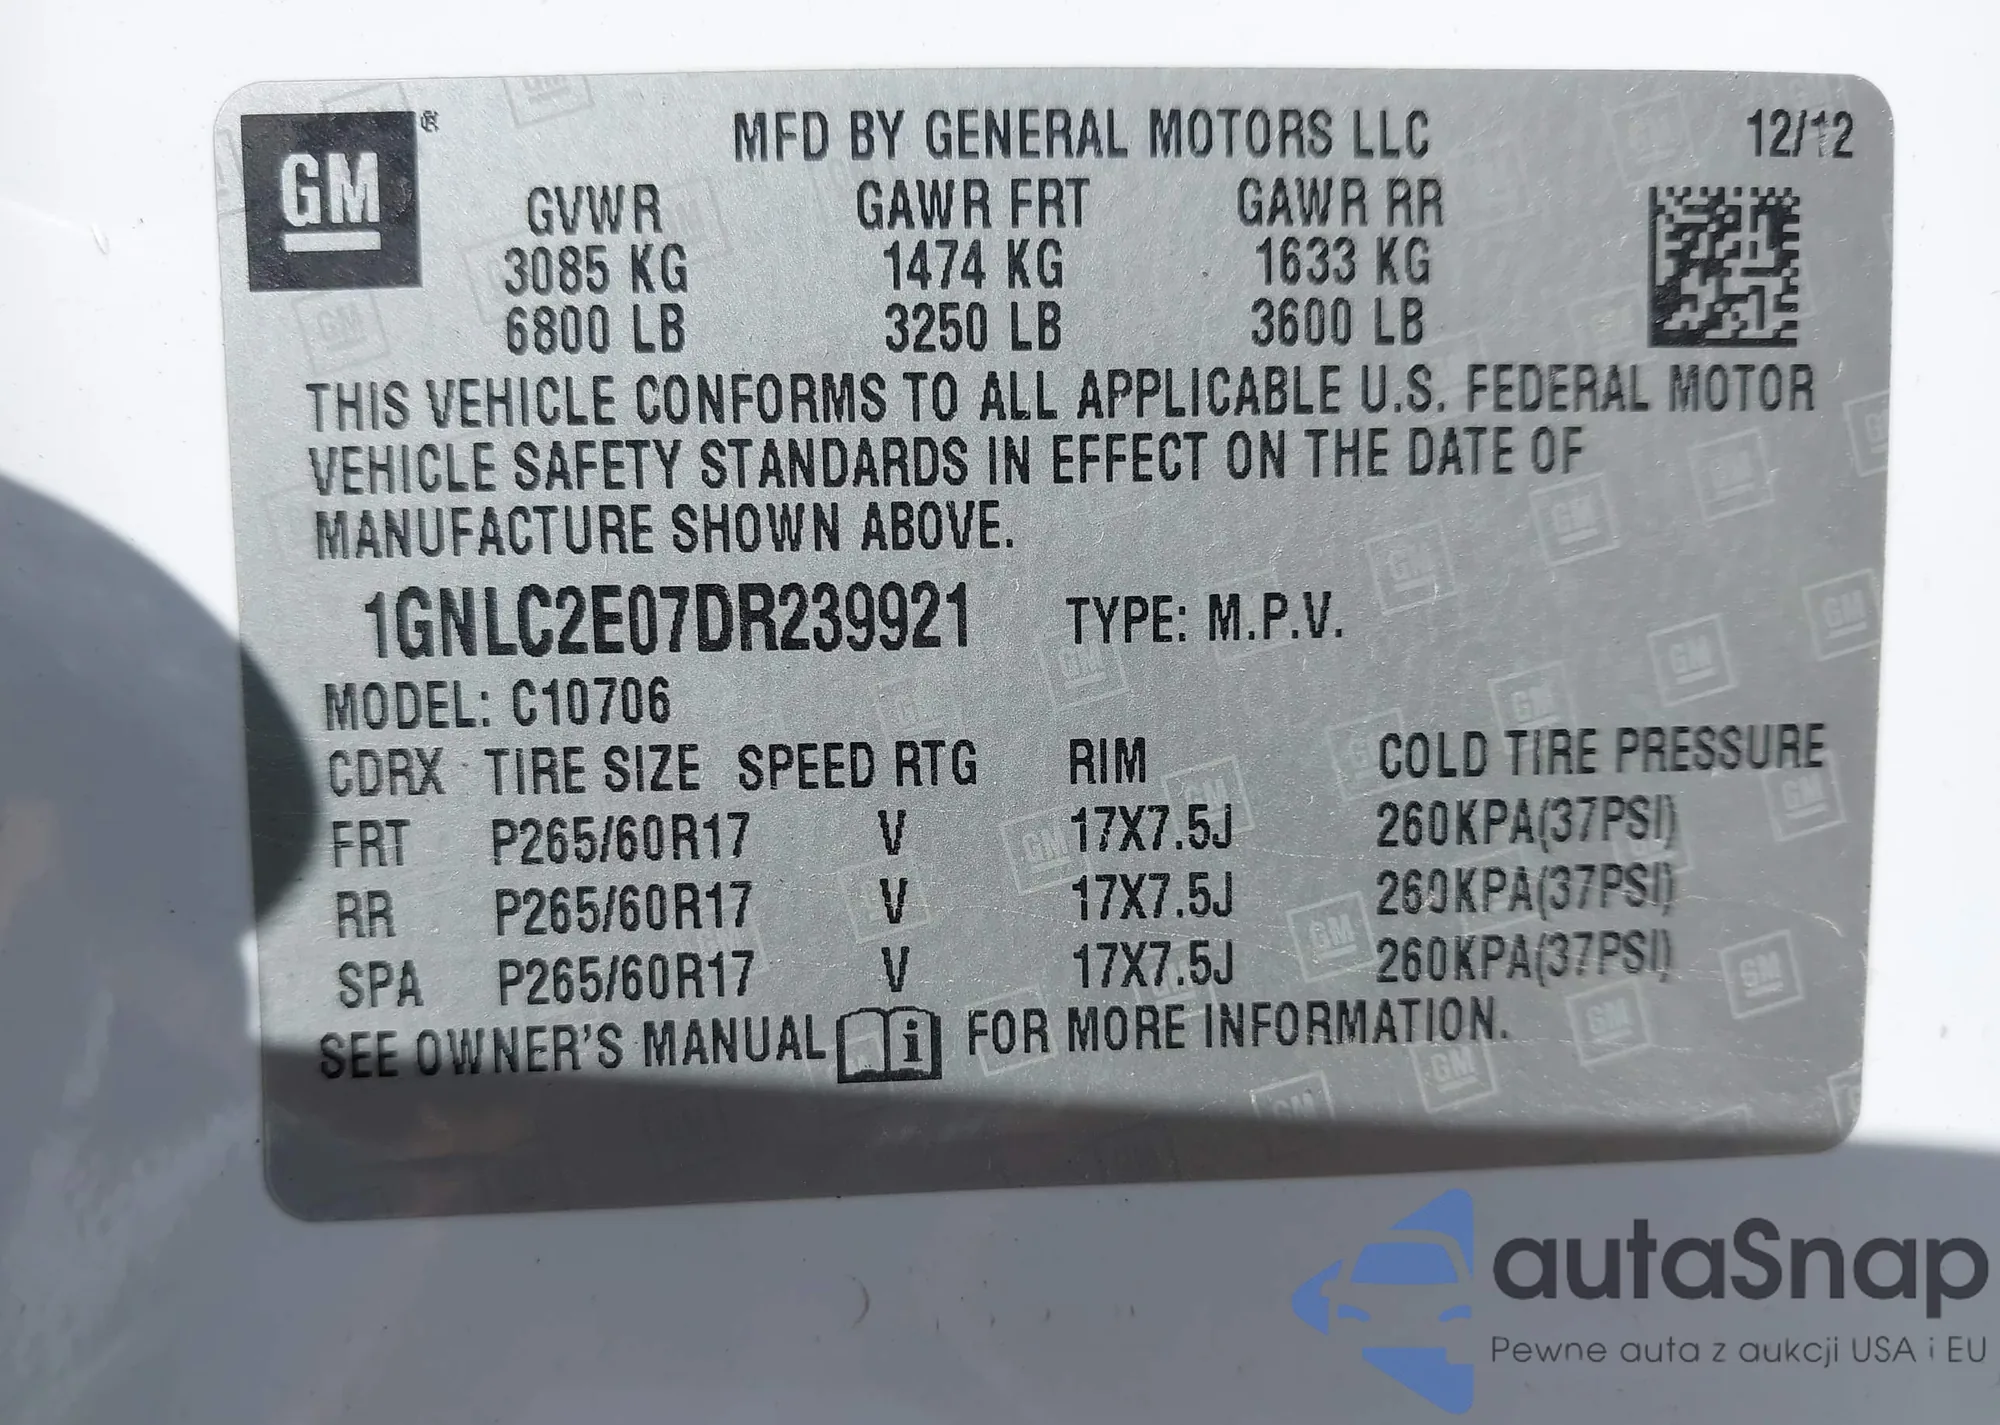 GM ® MFD BY GENERAL MOTORS LLC 12/12
GVWR GAWR FRT GAWR RR
3085 KG 1474 KG 1633 KG
6800 LB 3250 LB 3600 LB
THIS VEHICLE CONFORMS TO ALL APPLICABLE U.S. FEDERAL MOTOR
VEHICLE SAFETY STANDARDS IN EFFECT ON THE DATE OF
MANUFACTURE SHOWN ABOVE.
1GNLC2E07DR239921 TYPE: M.P.V.
MODEL: C10706
CDRX TIRE SIZE SPEED RTG RIM COLD TIRE PRESSURE
FRT P265/60R17 V 17X7.5J 260KPA(37PSI)
RR P265/60R17 V 17X7.5J 260KPA(37PSI)
SPA P265/60R17 V 17X7.5J 260KPA(37PSI)
SEE OWNER'S MANUAL i FOR MORE INFORMATION.
autaSnap
Pewne auta z aukcji USA i EU